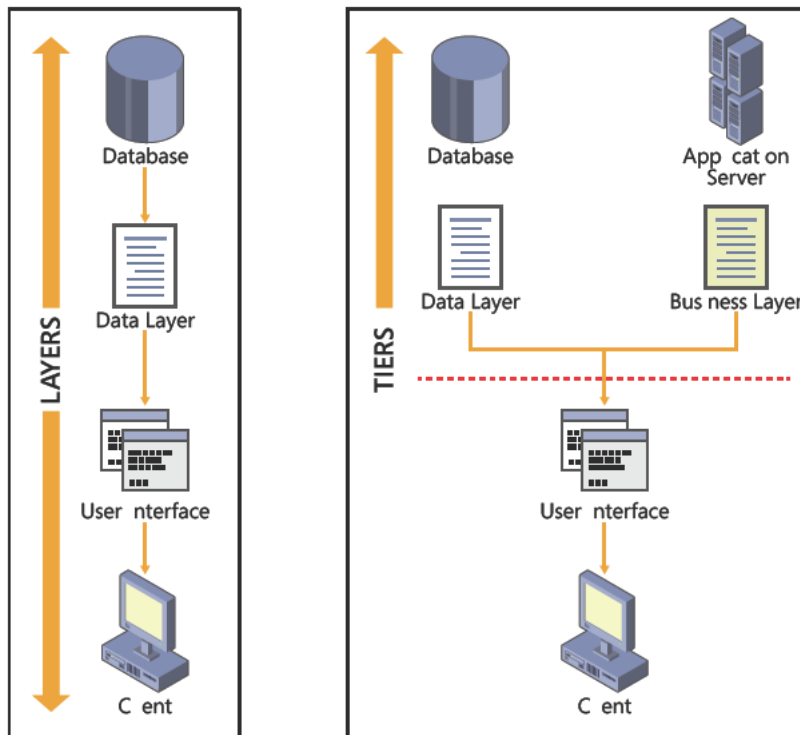 LAYERS
Database
Data Layer
User nterface
C ent
TIERS
Database
App cat on
Server
Data Layer
Bus ness Layer
User nterface
C ent